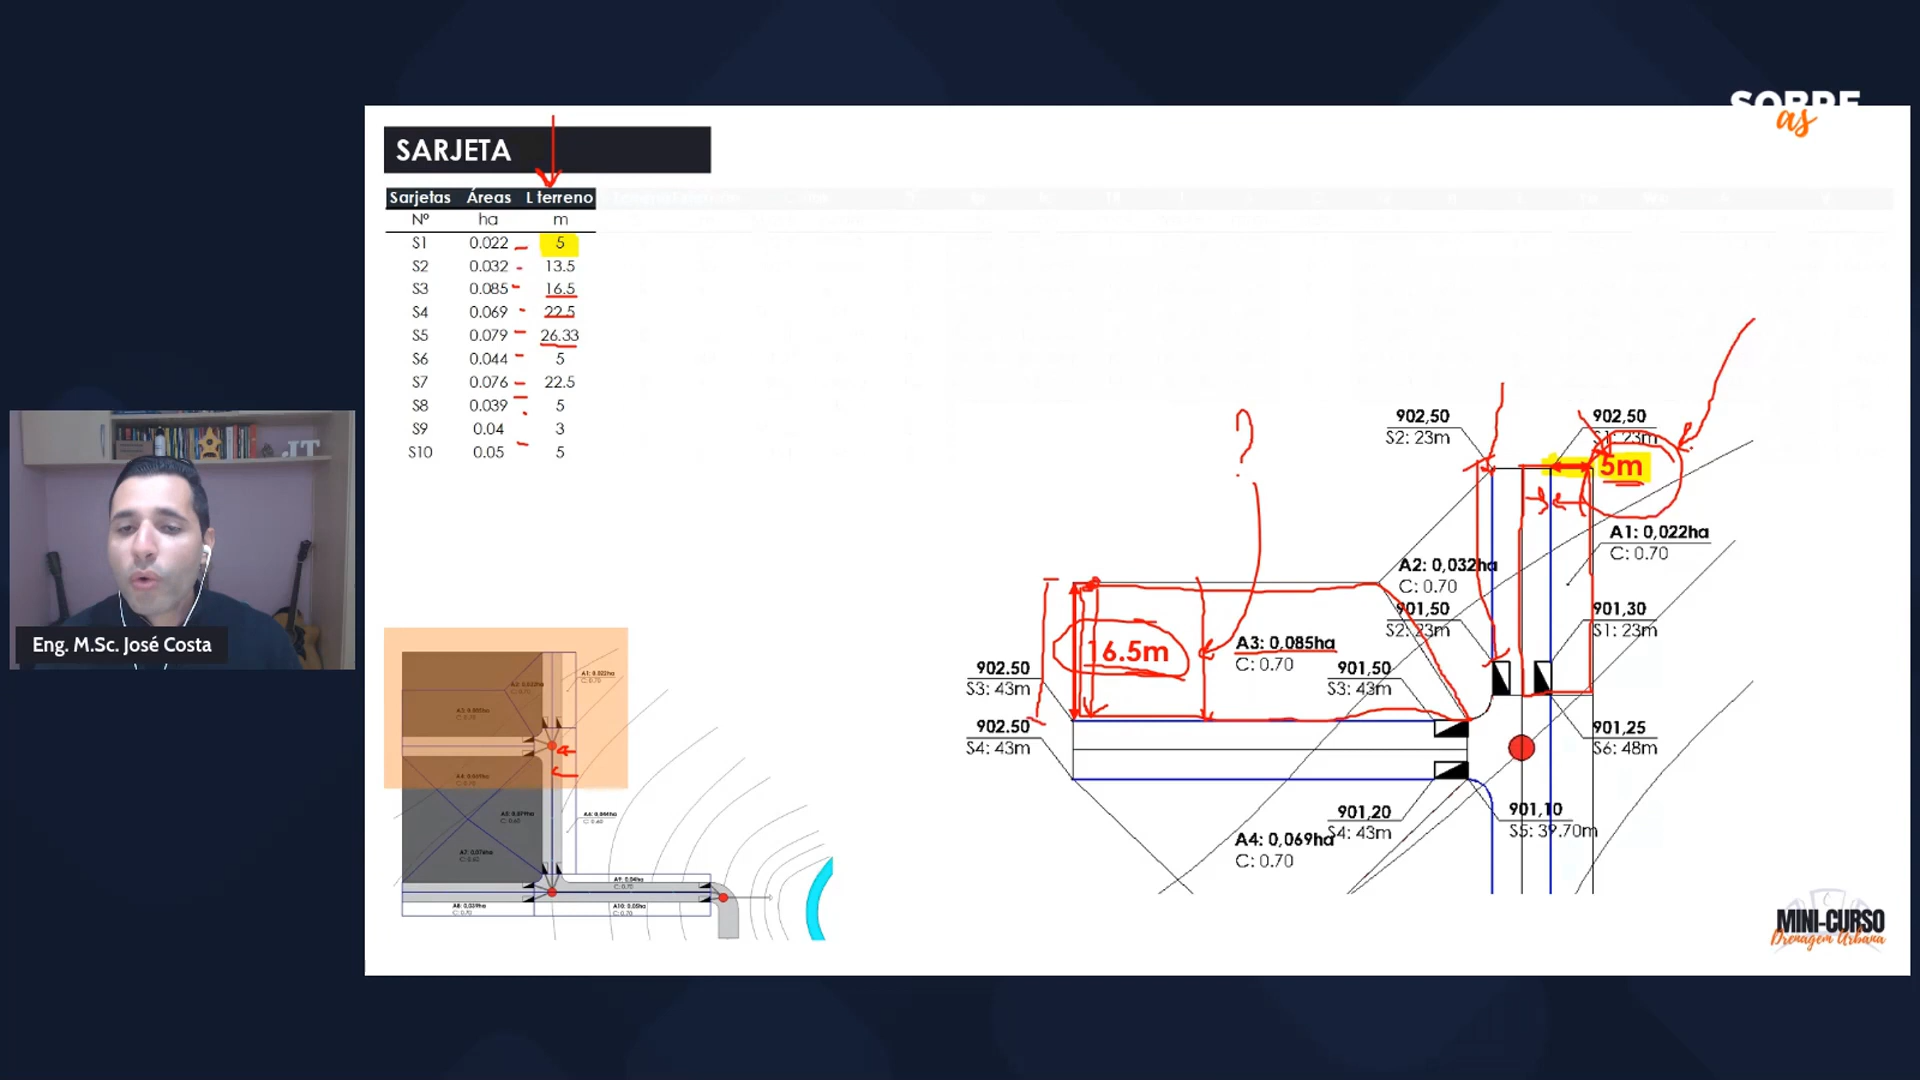 SOBRE
as
SARJETA
Sarjetas Áreas L terreno
Nº ha m
S1 0.022 5
S2 0.032 13.5
S3 0.085 16.5
S4 0.069 22.5
S5 0.079 26.33
S6 0.044 5
S7 0.076 22.5
S8 0.039 5
S9 0.04 3
S10 0.05 5
902,50
S2: 23m
902,50
S1: 23m
5m
?
A1: 0,022ha
C: 0.70
A2: 0,032ha
C: 0.70
901,50
S2: 23m
901,30
S1: 23m
16.5m
A3: 0,085ha
C: 0.70
902.50
S3: 43m
901,50
S3: 43m
902.50
S4: 43m
901,25
S6: 48m
901,20
S4: 43m
901,10
S5: 39.70m
A4: 0,069ha
C: 0.70
.JT
Eng. M.Sc. José Costa
MINI-CURSO
Drenagem Urbana